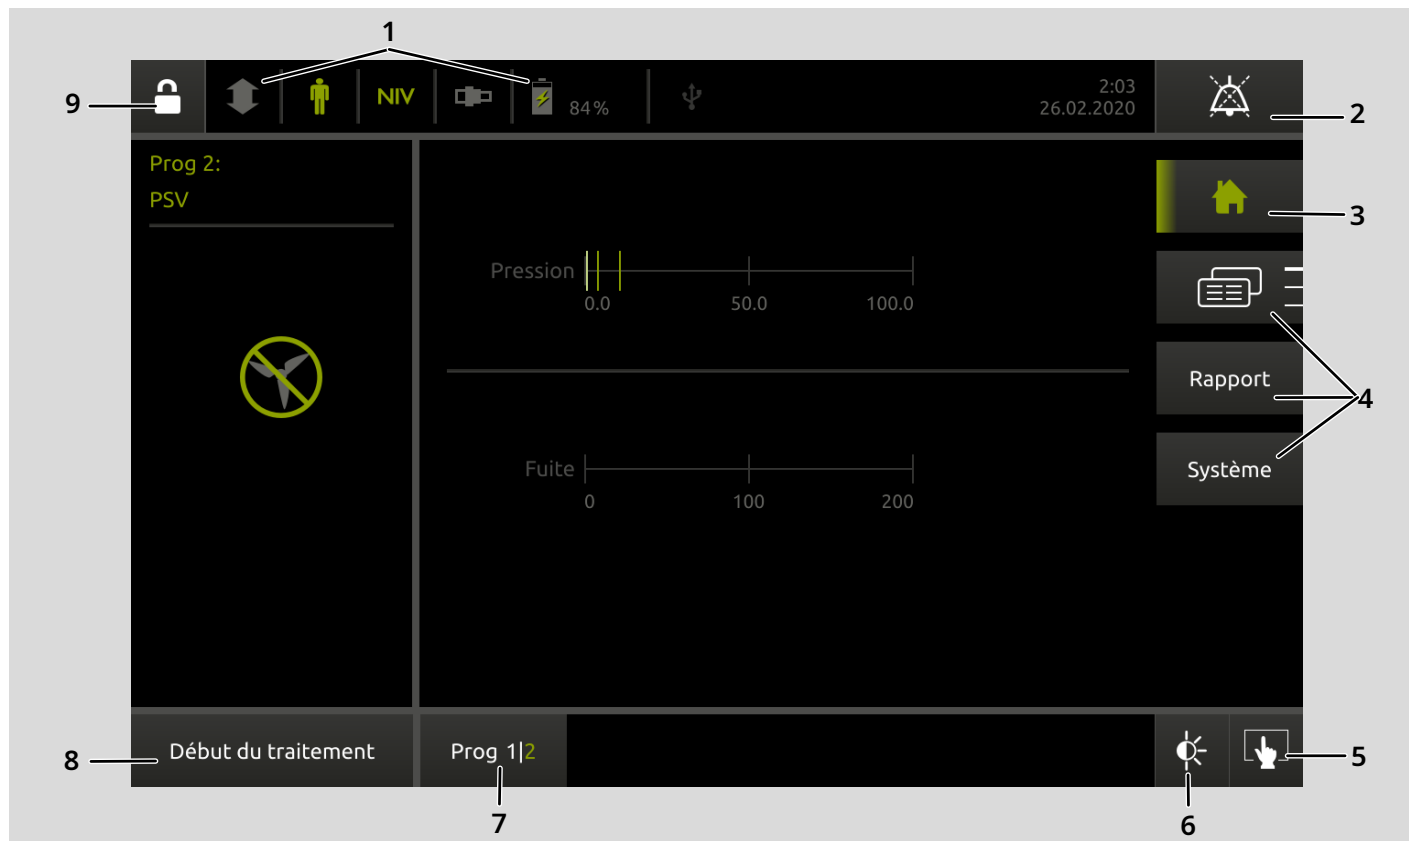 1
9
NIV
84%
2:03
26.02.2020
2
Prog 2:
PSV
3
Pression
0.0 50.0 100.0
Rapport
4
Fuite
0 100 200
Système
8
Début du traitement
Prog 1|2
5
7
6